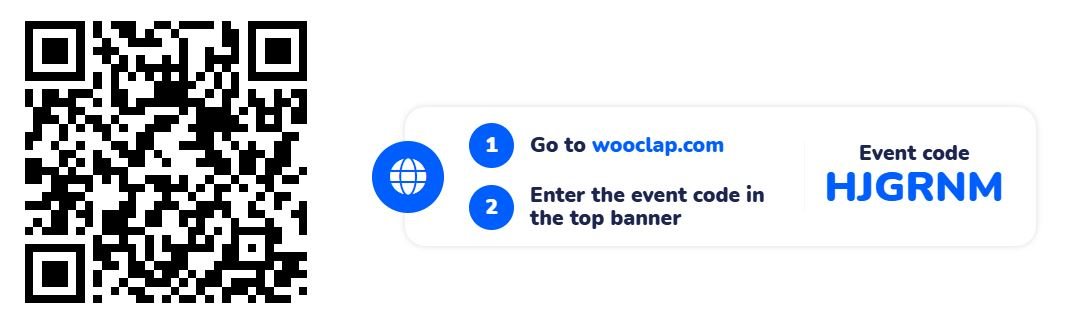 1 Go to wooclap.com
2 Enter the event code in
the top banner
Event code
HJGRNM